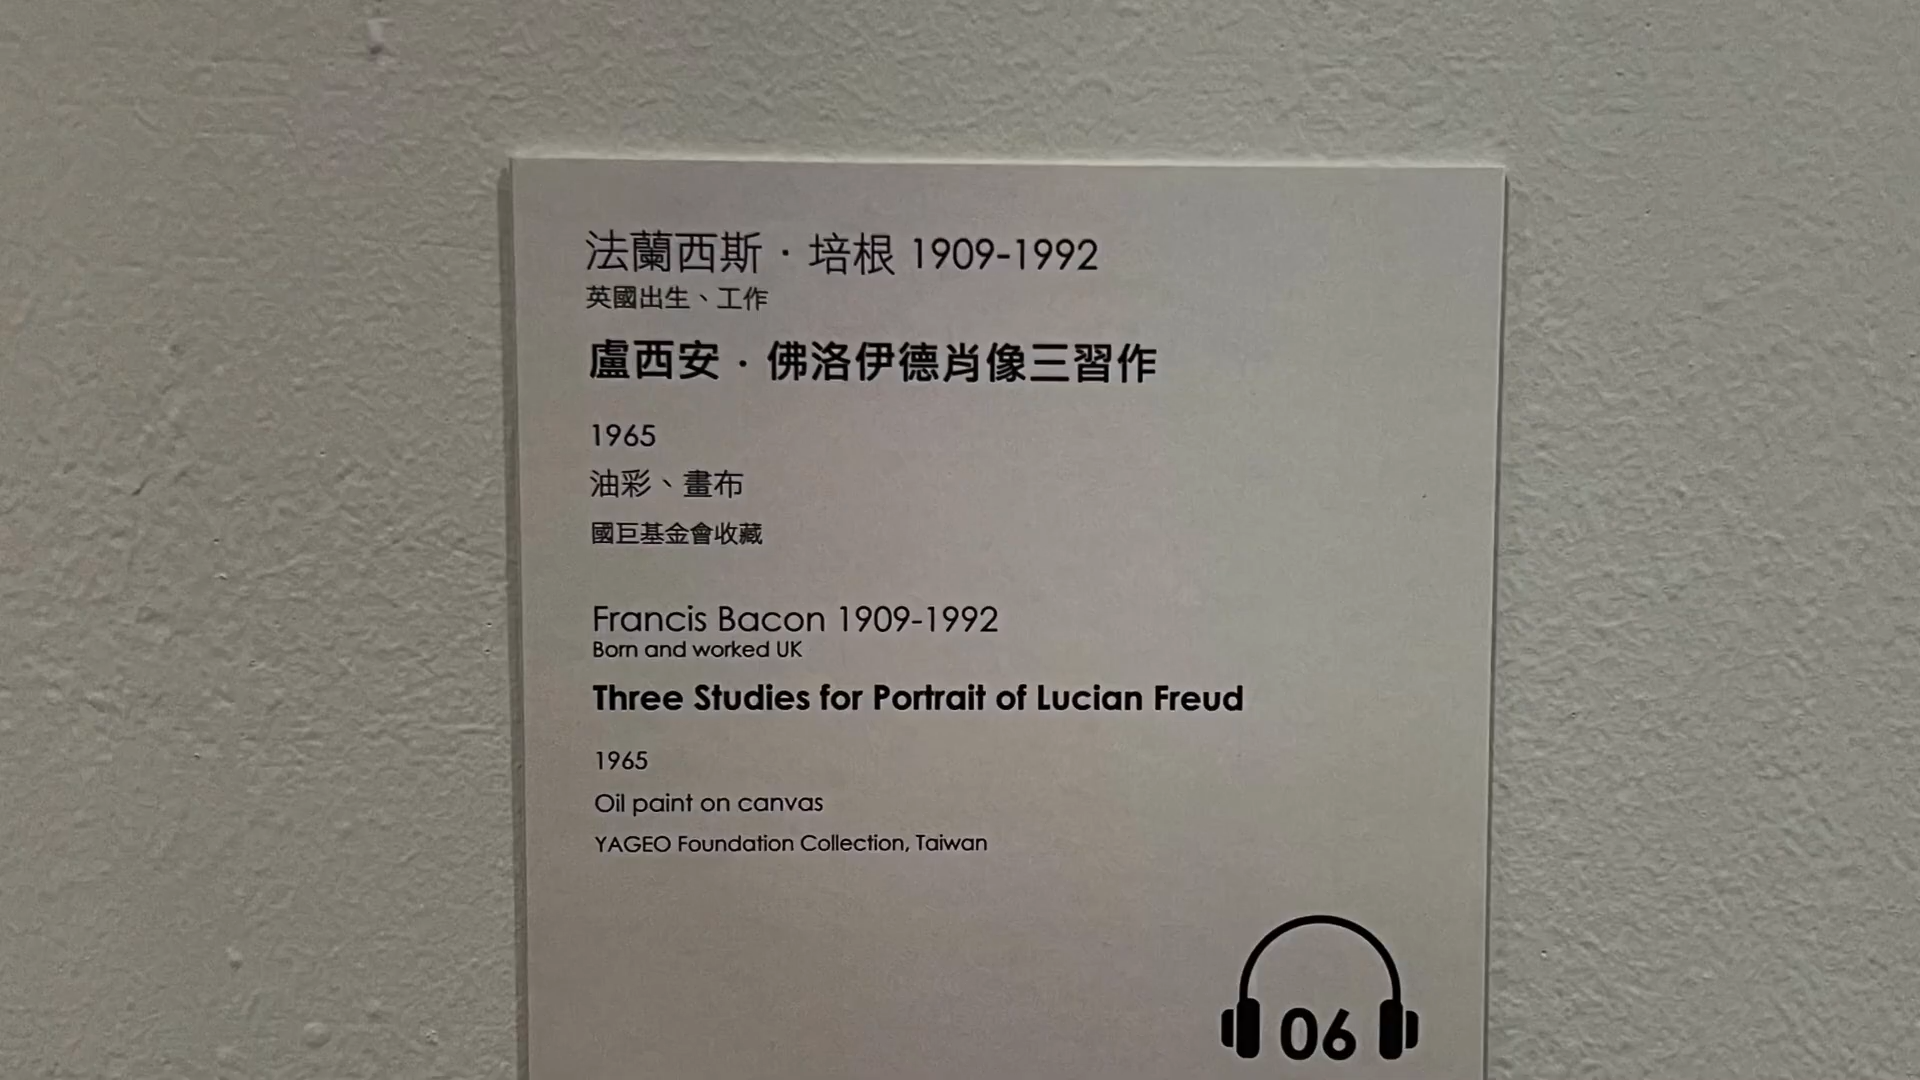 法蘭西斯·培根 1909-1992
英國出生、工作
盧西安·佛洛伊德肖像三習作
1965
油彩、畫布
國巨基金會收藏
Francis Bacon 1909-1992
Born and worked UK
Three Studies for Portrait of Lucian Freud
1965
Oil paint on canvas
YAGEO Foundation Collection, Taiwan
06